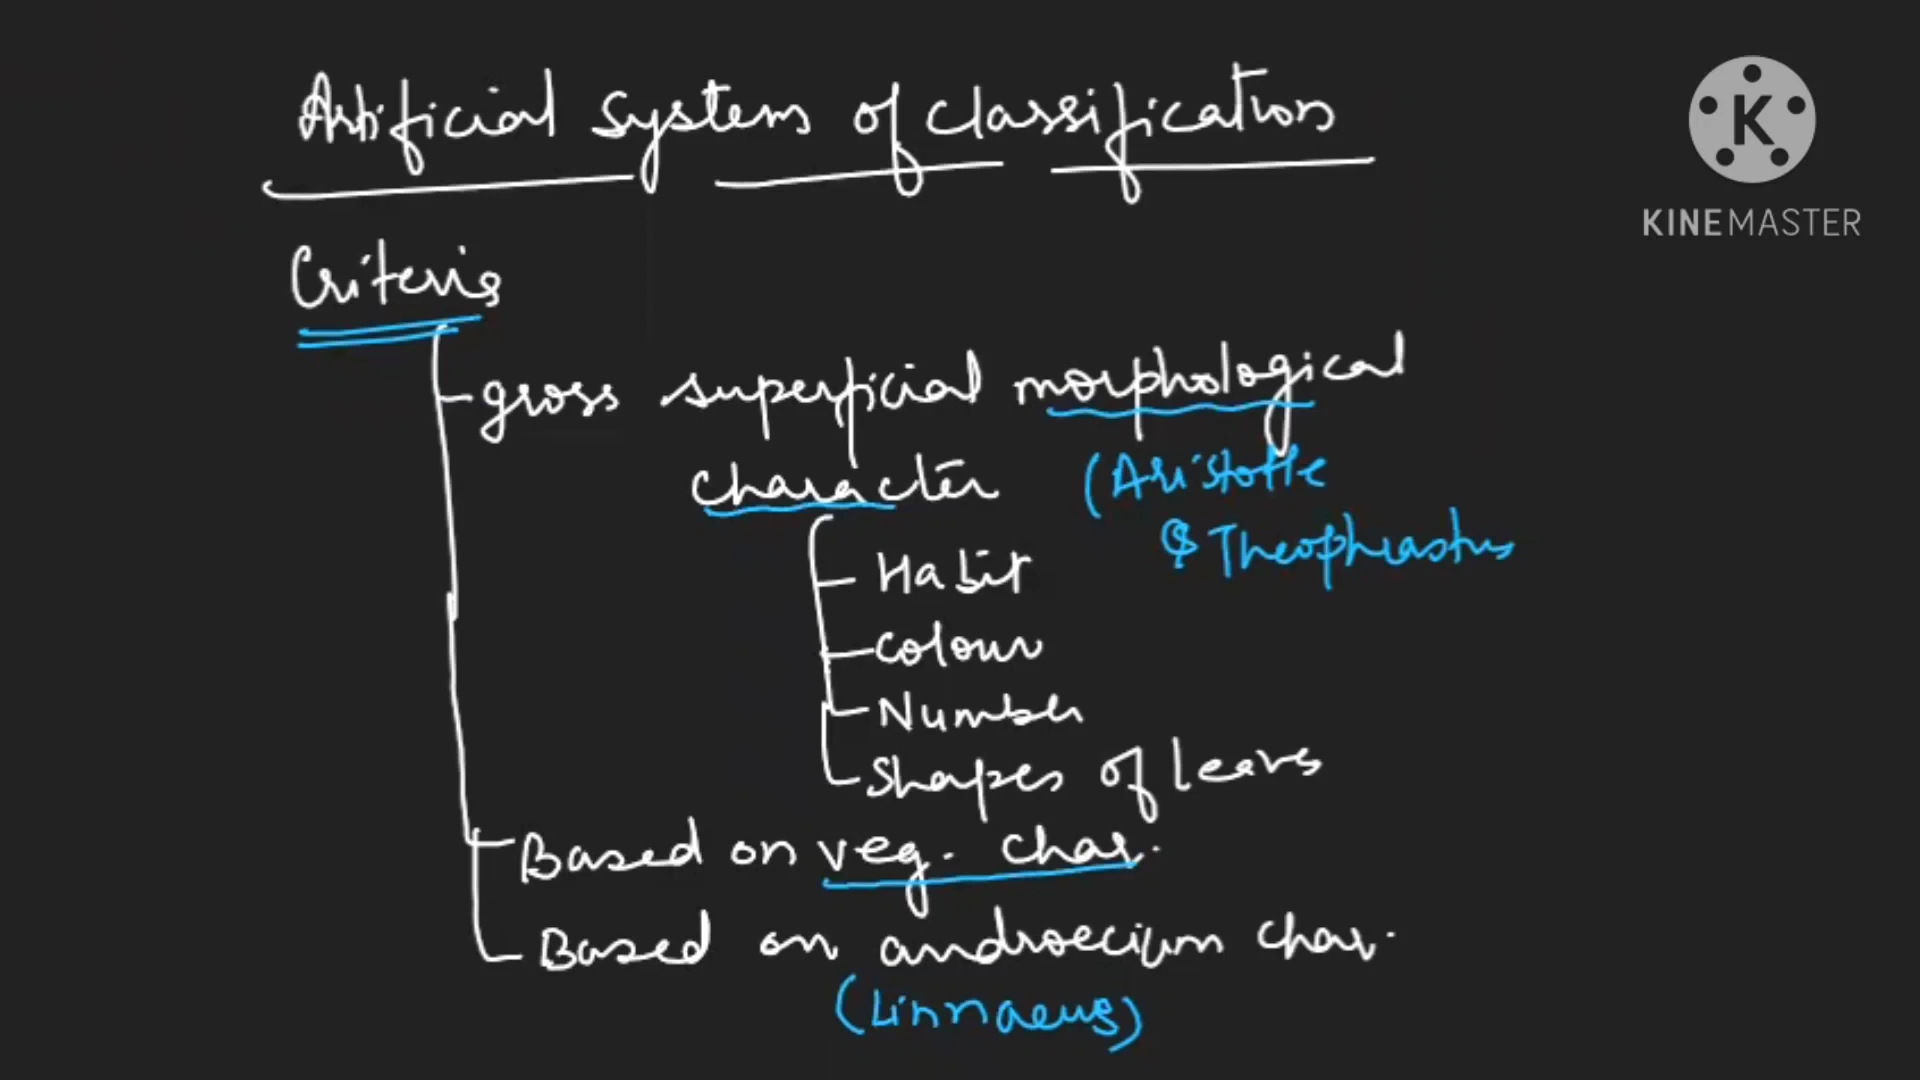 Artificial System of classification
K
KINEMASTER
Criteria
gross superficial morphological
character (Aristotle
& Theophrastus
Habit
Colour
Number
Shapes of leaves
Based on veg. char.
Based on androecium char.
(Linnaeus)